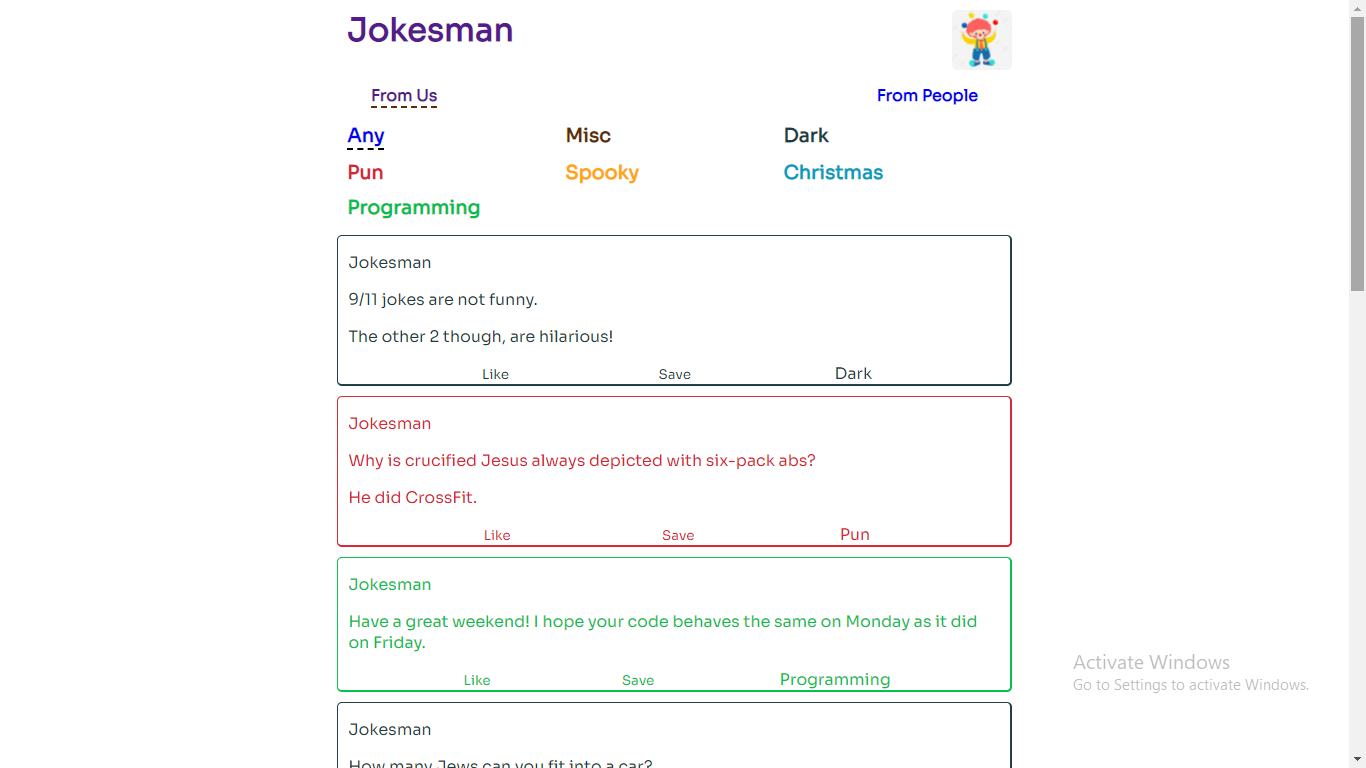 Jokesman
From Us From People
Any Misc Dark
Pun Spooky Christmas
Programming
Jokesman
9/11 jokes are not funny.
The other 2 though, are hilarious!
Like Save Dark
Jokesman
Why is crucified Jesus always depicted with six-pack abs?
He did CrossFit.
Like Save Pun
Jokesman
Have a great weekend! I hope your code behaves the same on Monday as it did
on Friday.
Like Save Programming
Activate Windows
Go to Settings to activate Windows.
Jokesman
How many Jews can you fit into a car?